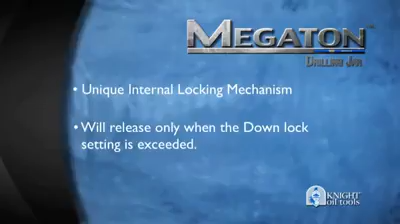 MEGATON™
DRILLING JAR
• Unique Internal Locking Mechanism
• Will release only when the Down lock
setting is exceeded.
KNIGHT
oil tools